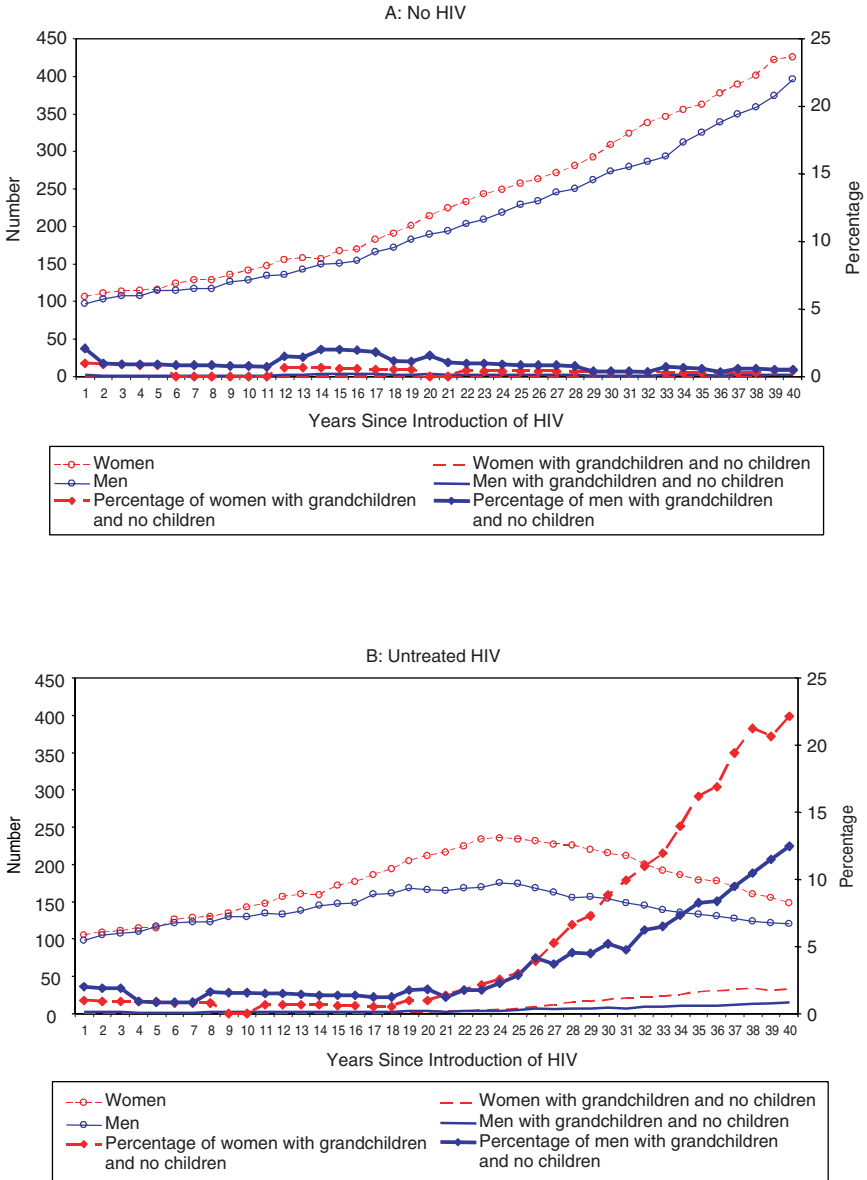 A: No HIV
450
400
350
300
250
200
150
100
50
0
Number
25
20
15
10
5
0
Percentage
1 2 3 4 5 6 7 8 9 10 11 12 13 14 15 16 17 18 19 20 21 22 23 24 25 26 27 28 29 30 31 32 33 34 35 36 37 38 39 40
Years Since Introduction of HIV
Women
Men
Percentage of women with grandchildren
and no children
Women with grandchildren and no children
Men with grandchildren and no children
Percentage of men with grandchildren
and no children
B: Untreated HIV
450
400
350
300
250
200
150
100
50
0
Number
25
20
15
10
5
0
Percentage
1 2 3 4 5 6 7 8 9 10 11 12 13 14 15 16 17 18 19 20 21 22 23 24 25 26 27 28 29 30 31 32 33 34 35 36 37 38 39 40
Years Since Introduction of HIV
Women
Men
Percentage of women with grandchildren
and no children
Women with grandchildren and no children
Men with grandchildren and no children
Percentage of men with grandchildren
and no children